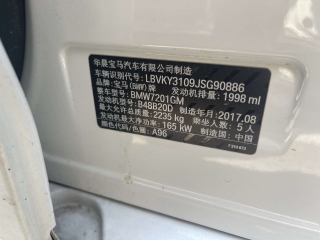 华晨宝马汽车有限公司制造
车辆识别代号: LBVKY3109JSG90886
品牌: 宝马(BMW)牌 发动机排量: 1998 ml
整车型号: BMW7201GM
发动机型号: B48B20D 制造年月: 2017.08
最大允许总质量: 2235 kg 乘坐人数: 5 人
发动机最大净功率: 165 kW 制造国: 中国
颜色代码/色器: A96